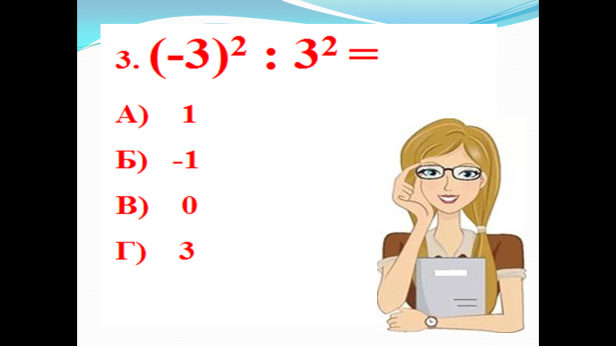 3. (-3)² : 3² =
А) 1
Б) -1
В) 0
Г) 3